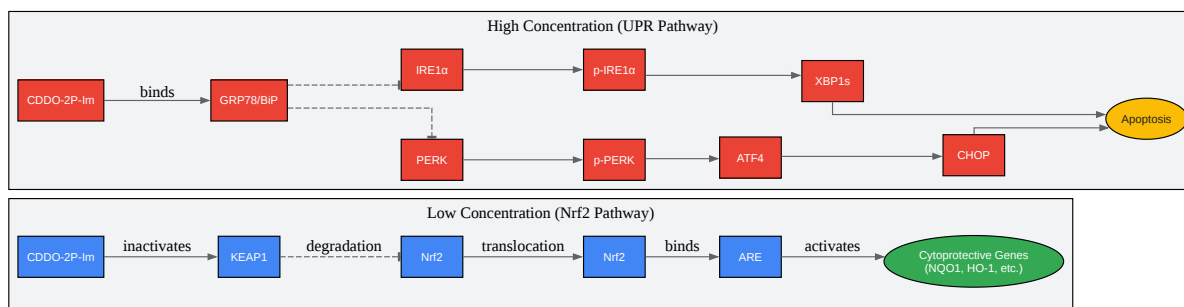 High Concentration (UPR Pathway)
CDDO-2P-Im
binds
GRP78/BiP
IRE1α
p-IRE1α
XBP1s
PERK
p-PERK
ATF4
CHOP
Apoptosis
Low Concentration (Nrf2 Pathway)
CDDO-2P-Im
inactivates
KEAP1
degradation
Nrf2
translocation
Nrf2
binds
ARE
activates
Cytoprotective Genes
(NQO1, HO-1, etc.)